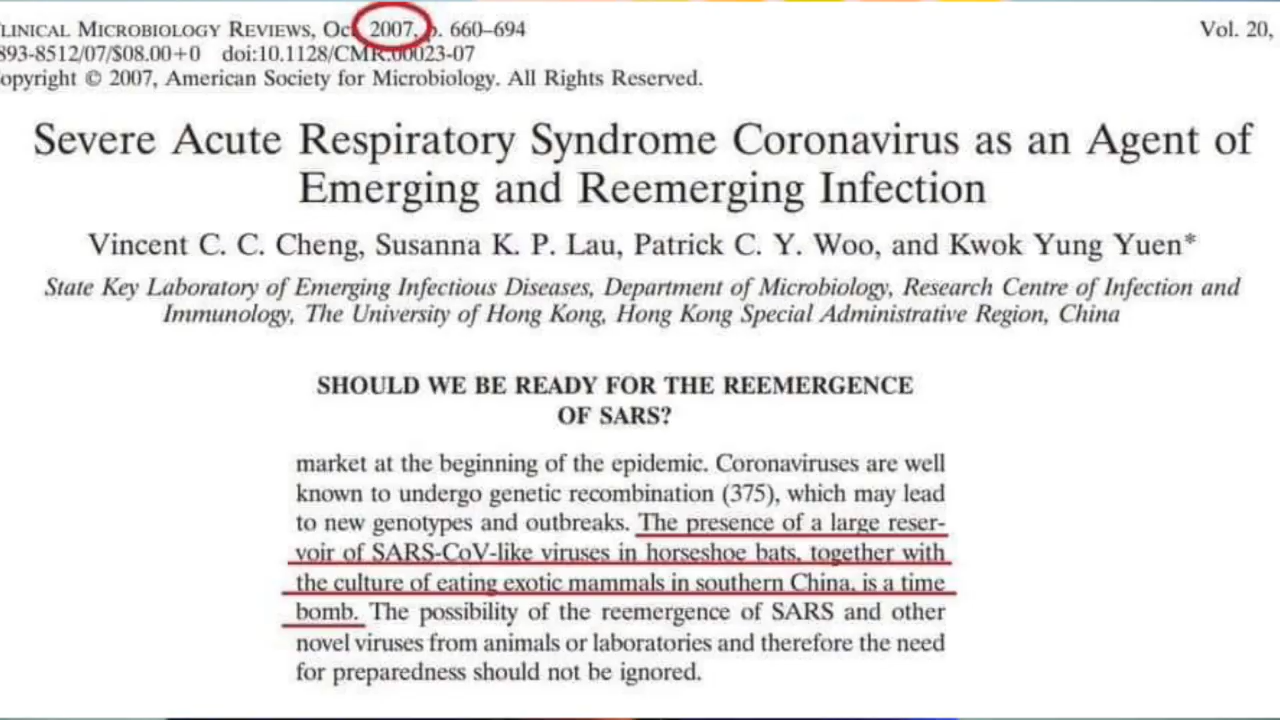 LINICAL MICROBIOLOGY REVIEWS, Oc 2007, p. 660–694
Vol. 20,
893-8512/07/$08.00+0 doi:10.1128/CMR.00023-07
opyright © 2007, American Society for Microbiology. All Rights Reserved.
Severe Acute Respiratory Syndrome Coronavirus as an Agent of
Emerging and Reemerging Infection
Vincent C. C. Cheng, Susanna K. P. Lau, Patrick C. Y. Woo, and Kwok Yung Yuen*
State Key Laboratory of Emerging Infectious Diseases, Department of Microbiology, Research Centre of Infection and
Immunology, The University of Hong Kong, Hong Kong Special Administrative Region, China
SHOULD WE BE READY FOR THE REEMERGENCE
OF SARS?
market at the beginning of the epidemic. Coronaviruses are well
known to undergo genetic recombination (375), which may lead
to new genotypes and outbreaks. The presence of a large reser-
voir of SARS-CoV-like viruses in horseshoe bats, together with
the culture of eating exotic mammals in southern China, is a time
bomb. The possibility of the reemergence of SARS and other
novel viruses from animals or laboratories and therefore the need
for preparedness should not be ignored.